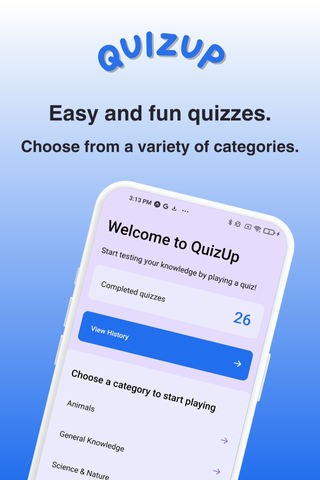 QUIZUP
Easy and fun quizzes.
Choose from a variety of categories.
3:13 PM
Welcome to QuizUp
Start testing your knowledge by playing a quiz!
Completed quizzes
26
View History
Choose a category to start playing
Animals
General Knowledge
Science & Nature